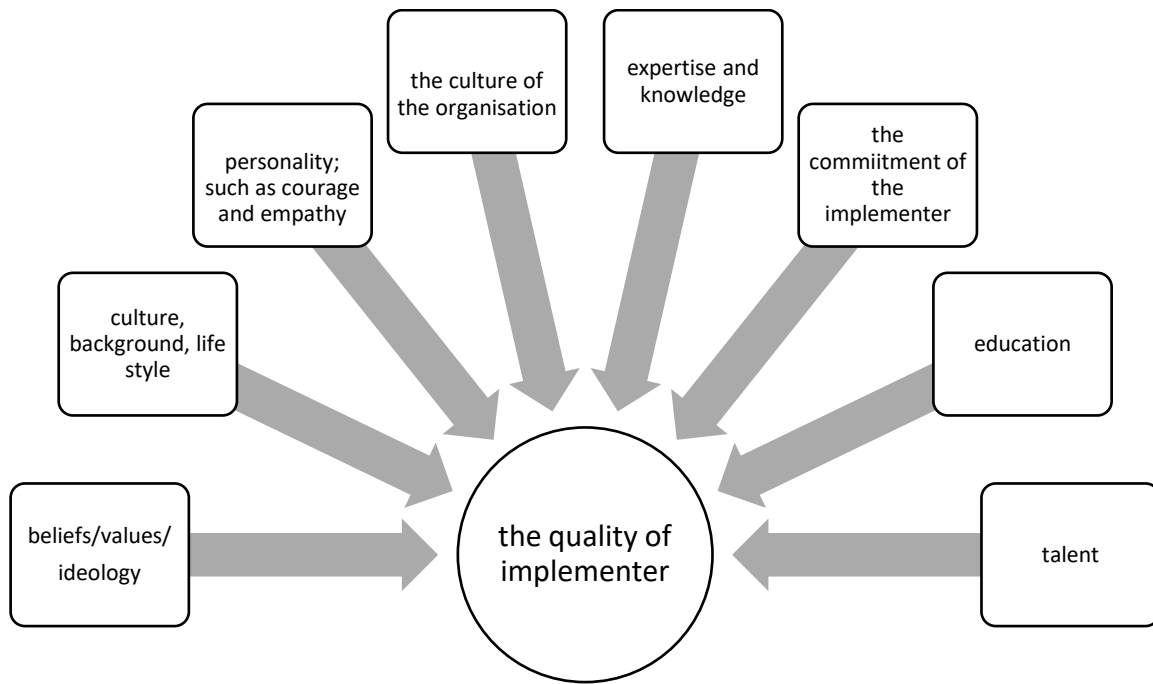 the culture of
the organisation
expertise and
knowledge
personality;
such as courage
and empathy
the
commiitment of
the
implementer
culture,
background, life
style
education
beliefs/values/
ideology
the quality of
implementer
talent